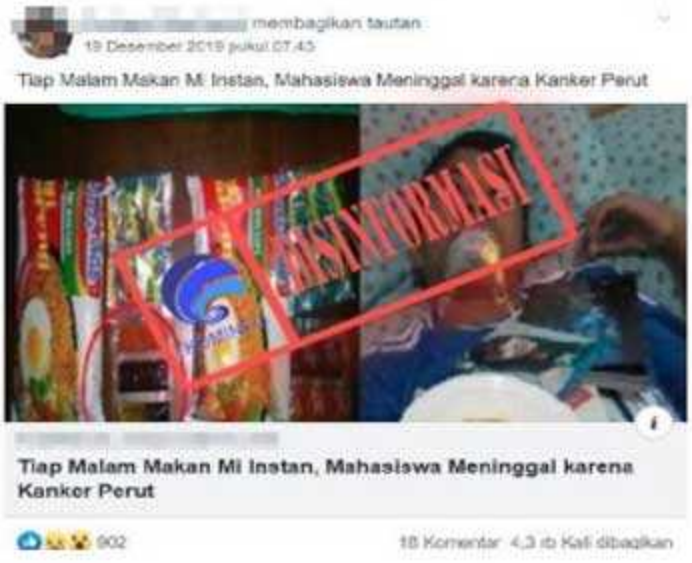 membagikan tautan
19 Desember 2019 pukul 07.43
Tiap Malam Makan Mi Instan, Mahasiswa Meninggal karena Kanker Perut
DISINFORMASI
Tiap Malam Makan Mi Instan, Mahasiswa Meninggal karena
Kanker Perut
902
18 Komentar 4,3 rb Kali dibagikan